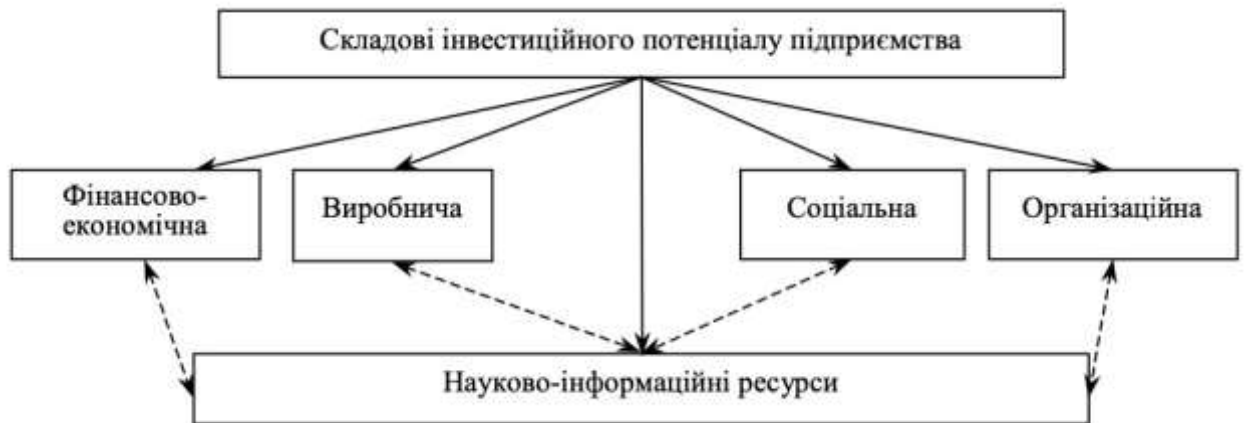 Складові інвестиційного потенціалу підприємства
Фінансово-
економічна
Виробнича
Соціальна
Організаційна
Науково-інформаційні ресурси